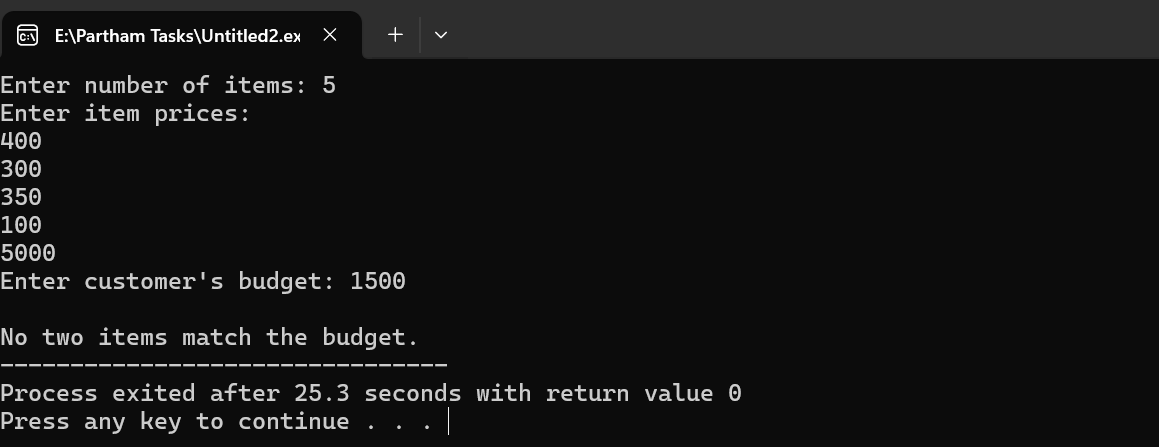 E:\Partham Tasks\Untitled2.ex
Enter number of items: 5
Enter item prices:
400
300
350
100
5000
Enter customer's budget: 1500
No two items match the budget.
--------------------------------
Process exited after 25.3 seconds with return value 0
Press any key to continue . . .